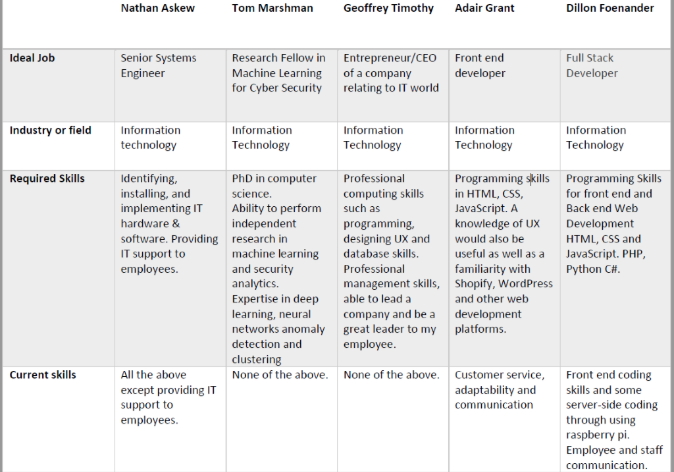 Nathan Askew
Tom Marshman
Geoffrey Timothy
Adair Grant
Dillon Foenander
Ideal Job
Senior Systems
Engineer
Research Fellow in
Machine Learning
for Cyber Security
Entrepreneur/CEO
of a company
relating to IT world
Front end
developer
Full Stack
Developer
Industry or field
Information
technology
Information
Technology
Information
Technology
Information
Technology
Information
Technology
Required Skills
Identifying,
installing, and
implementing IT
hardware &
software. Providing
IT support to
employees.
PhD in computer
science.
Ability to perform
independent
research in
machine learning
and security
analytics.
Expertise in deep
learning, neural
networks anomaly
detection and
clustering
Professional
computing skills
such as
programming,
designing UX and
database skills.
Professional
management skills,
able to lead a
company and be a
great leader to my
employee.
Programming skills
in HTML, CSS,
JavaScript. A
knowledge of UX
would also be
useful as well as a
familiarity with
Shopify, WordPress
and other web
development
platforms.
Programming Skills
for front end and
Back end Web
Development
HTML, CSS and
JavaScript. PHP,
Python C#.
Current skills
All the above
except providing IT
support to
employees.
None of the above.
None of the above.
Customer service,
adaptability and
communication
Front end coding
skills and some
server-side coding
through using
raspberry pi.
Employee and staff
communication.